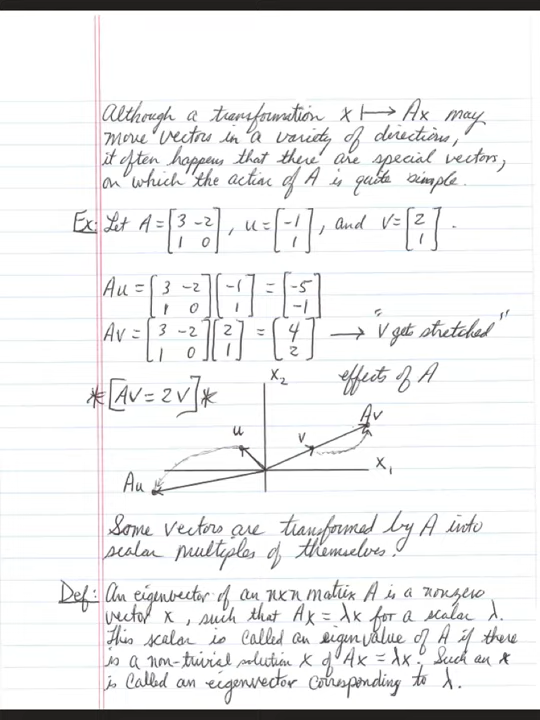 Although a transformation x ↦ Ax may
move vectors in a variety of directions,
it often happens that there are special vectors,
on which the action of A is quite simple.
Ex: Let A = [3 -2; 1 0], u = [-1; 1], and v = [2; 1].
Au = [3 -2; 1 0][-1; 1] = [-5; -1]
Av = [3 -2; 1 0][2; 1] = [4; 2] → "v gets stretched"
*[Av = 2v]*
x₂
effects of A
u
v
Av
x₁
Au
Some vectors are transformed by A into
scalar multiples of themselves!
Def: An eigenvector of an nxn matrix A is a nonzero
vector x, such that Ax = λx for a scalar λ.
This scalar is called an eigenvalue of A if there
is a non-trivial solution x of Ax = λx. Such an x
is called an eigenvector corresponding to λ.